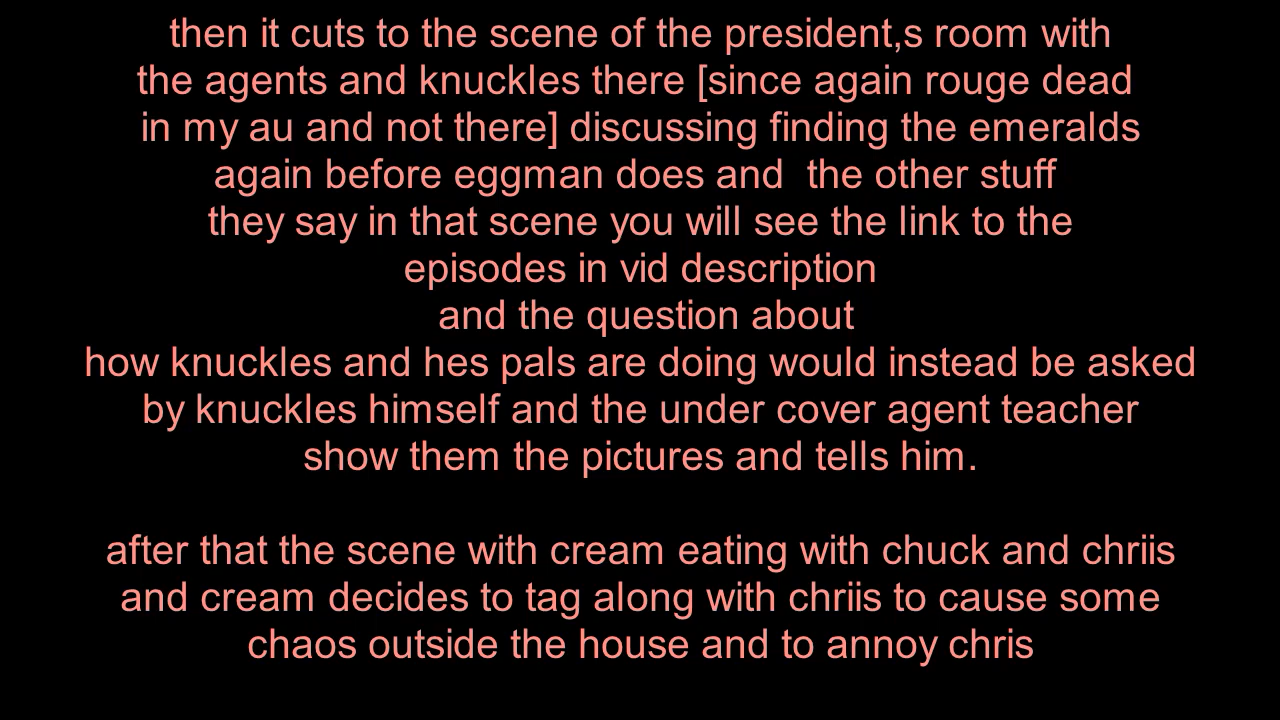 then it cuts to the scene of the president,s room with
the agents and knuckles there [since again rouge dead
in my au and not there] discussing finding the emeralds
again before eggman does and  the other stuff
they say in that scene you will see the link to the
episodes in vid description
and the question about
how knuckles and hes pals are doing would instead be asked
by knuckles himself and the under cover agent teacher
show them the pictures and tells him.
after that the scene with cream eating with chuck and chriis
and cream decides to tag along with chriis to cause some
chaos outside the house and to annoy chris